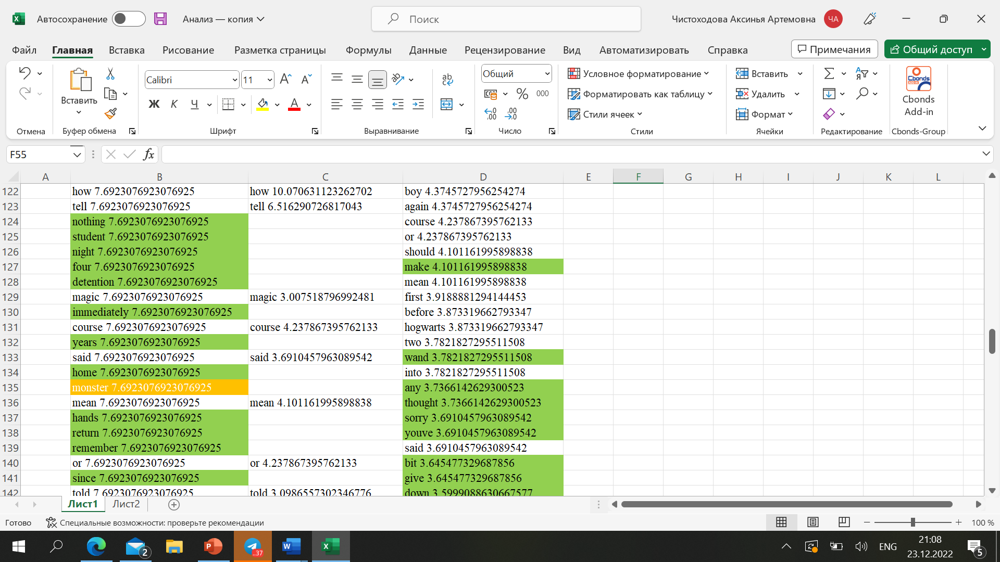 Автосохранение
Анализ — копия
Поиск
Чистоходова Аксинья Артемовна
ЧА
Файл Главная Вставка Рисование Разметка страницы Формулы Данные Рецензирование Вид Автоматизировать Справка
Примечания
Общий доступ
Вставить
Calibri
11
Ж К Ч
А
Общий
% 000
Условное форматирование
Форматировать как таблицу
Стили ячеек
Вставить
Удалить
Формат
Cbonds
Cbonds
Add-in
Отмена Буфер обмена Шрифт Выравнивание Число Стили Ячейки Редактирование Cbonds-Group
F55
fx
A B C D E F G H I J K L
122 how 7.6923076923076925 how 10.070631123262702 boy 4.3745727956254274
123 tell 7.6923076923076925 tell 6.516290726817043 again 4.3745727956254274
124 nothing 7.6923076923076925 course 4.237867395762133
125 student 7.6923076923076925 or 4.237867395762133
126 night 7.6923076923076925 should 4.101161995898838
127 four 7.6923076923076925 make 4.101161995898838
128 detention 7.6923076923076925 mean 4.101161995898838
129 magic 7.6923076923076925 magic 3.007518796992481 first 3.9188881294144453
130 immediately 7.6923076923076925 before 3.873319662793347
131 course 7.6923076923076925 course 4.237867395762133 hogwarts 3.873319662793347
132 years 7.6923076923076925 two 3.7821827295511508
133 said 7.6923076923076925 said 3.6910457963089542 wand 3.7821827295511508
134 home 7.6923076923076925 into 3.7821827295511508
135 monster 7.6923076923076925 any 3.7366142629300523
136 mean 7.6923076923076925 mean 4.101161995898838 thought 3.7366142629300523
137 hands 7.6923076923076925 sorry 3.6910457963089542
138 return 7.6923076923076925 youve 3.6910457963089542
139 remember 7.6923076923076925 said 3.6910457963089542
140 or 7.6923076923076925 or 4.237867395762133 bit 3.645477329687856
141 since 7.6923076923076925 give 3.645477329687856
142 told 7.6923076923076925 told 3.0986557302346776 down 3.5999088630667577
Лист1 Лист2
Готово Специальные возможности: проверьте рекомендации 100 %
2
..37
ENG
21:08
23.12.2022
5